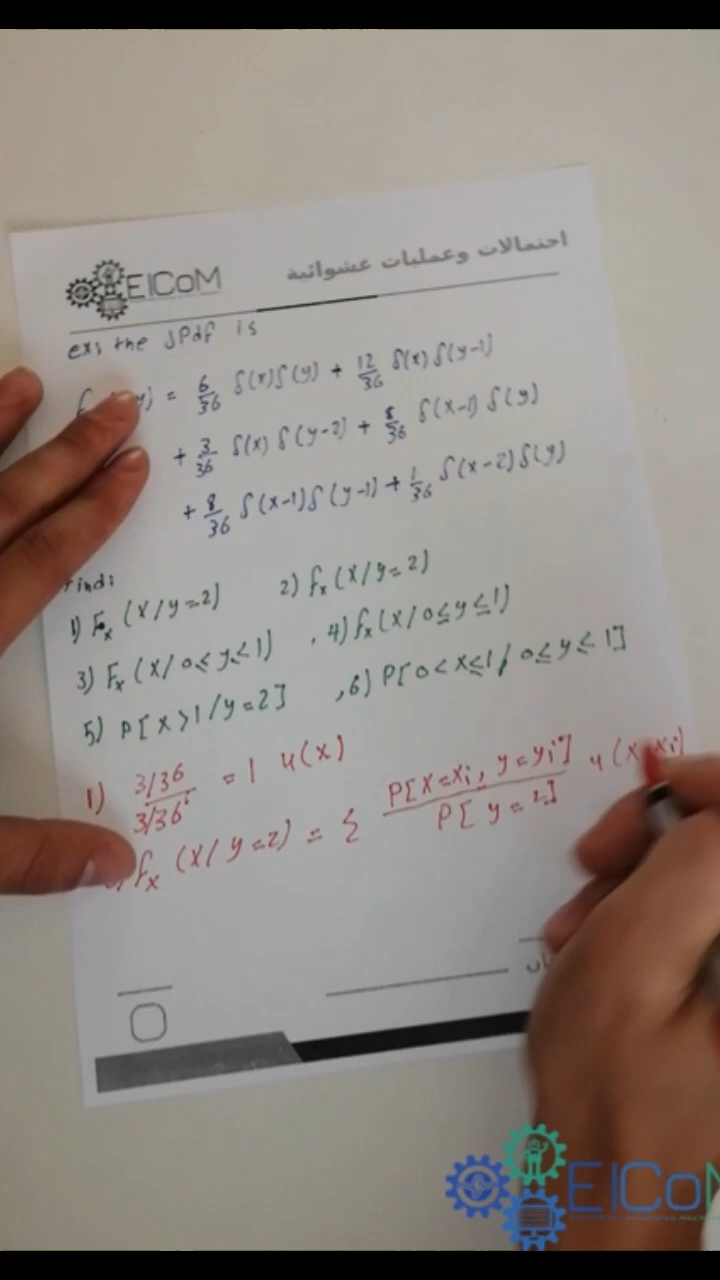 EICoM
احتمالات وعمليات عشوائية
ex: the JPdf is
y) = 6/36 δ(x)δ(y) + 12/36 δ(x) δ(y-1)
+ 3/36 δ(x) δ(y-2) + 8/36 δ(x-1) δ(y)
+ 8/36 δ(x-1)δ(y-1) + 1/36 δ(x-2)δ(y)
find:
1) Fx (x/y=2) 2) fx (x/y=2)
3) Fx (x/0≤y≤1) , 4) fx(x/0≤y≤1)
5) P[x>1/y=2] ,6) P[0<x≤1/0≤y≤1]
1) 3/36 / 3/36 = 1 u(x)
fx (x/y=2) = Σ P[x=xi, y=yi] / P[y=2] u(x-xi)
EICoM